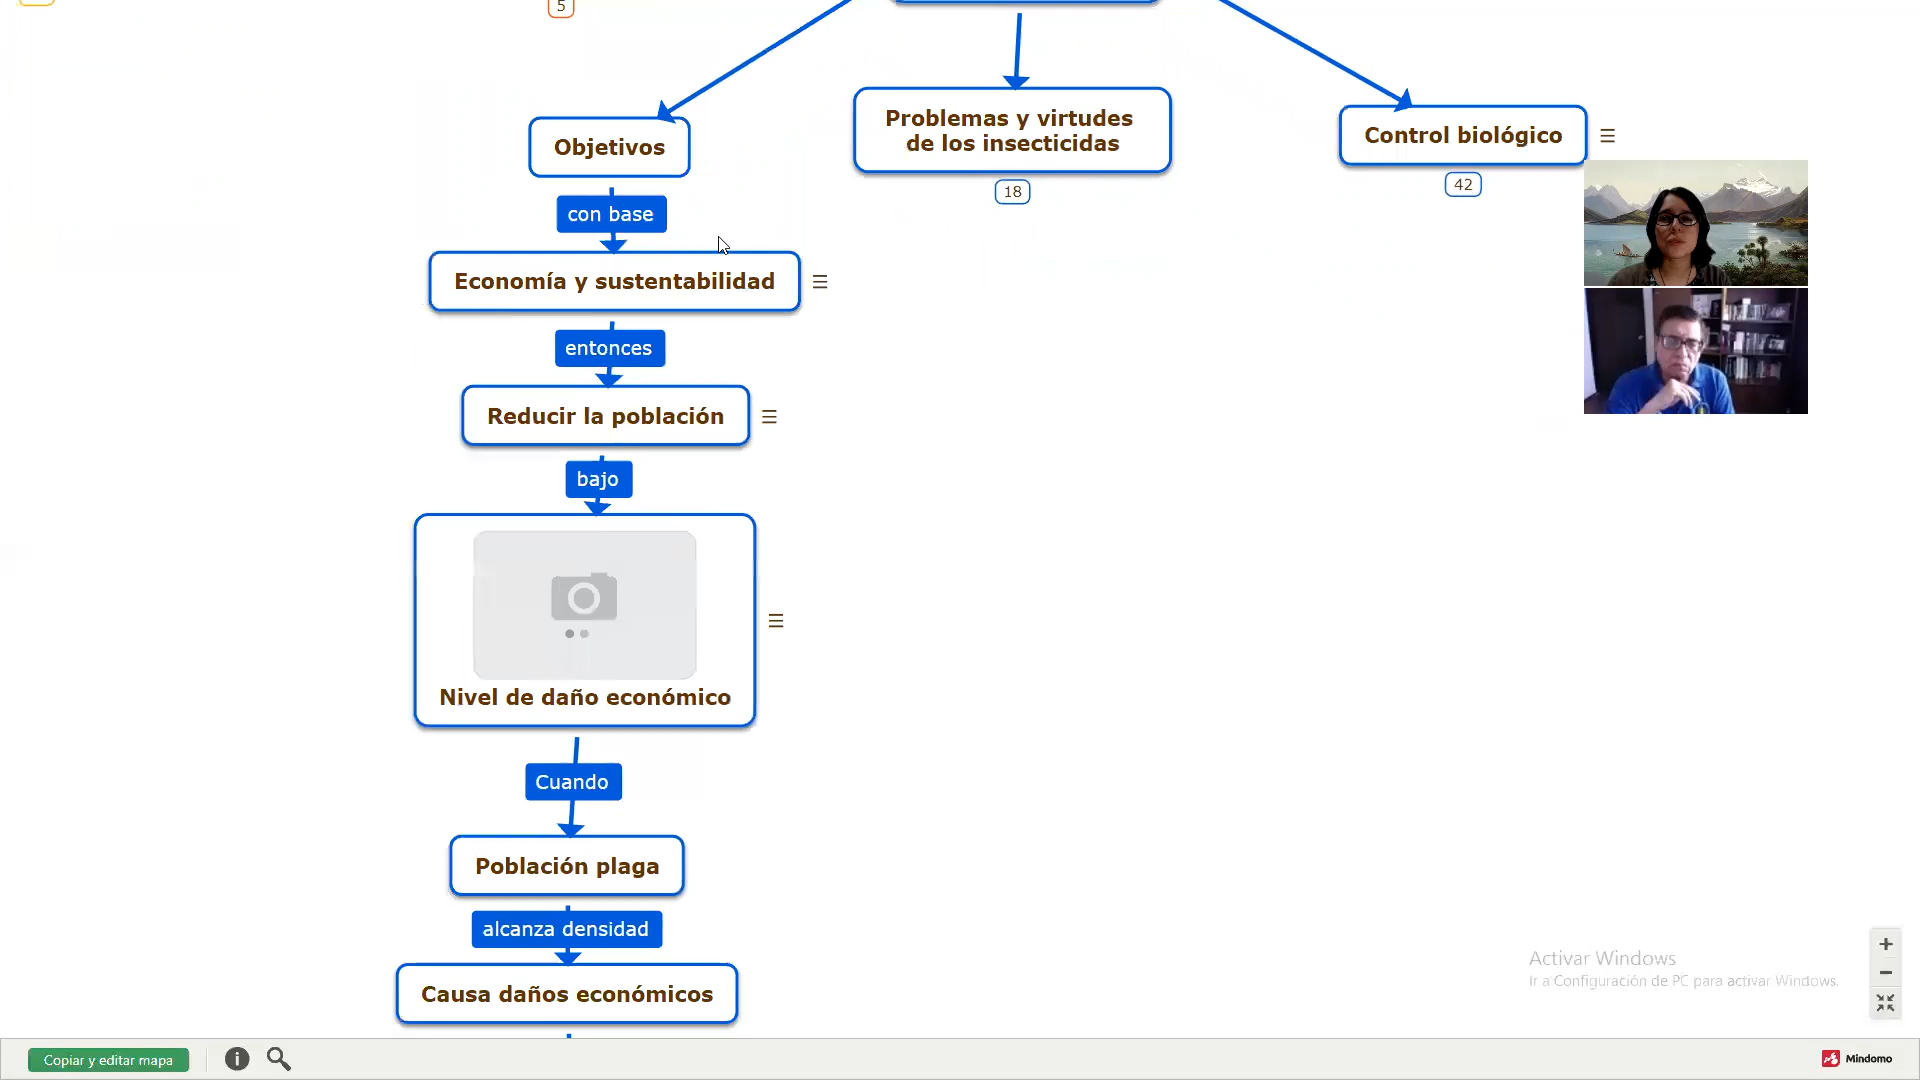 5
Objetivos
Problemas y virtudes
de los insecticidas
18
Control biológico
42
con base
Economía y sustentabilidad
entonces
Reducir la población
bajo
Nivel de daño económico
Cuando
Población plaga
alcanza densidad
Causa daños económicos
Activar Windows
Ir a Configuración de PC para activar Windows.
Copiar y editar mapa
Mindomo